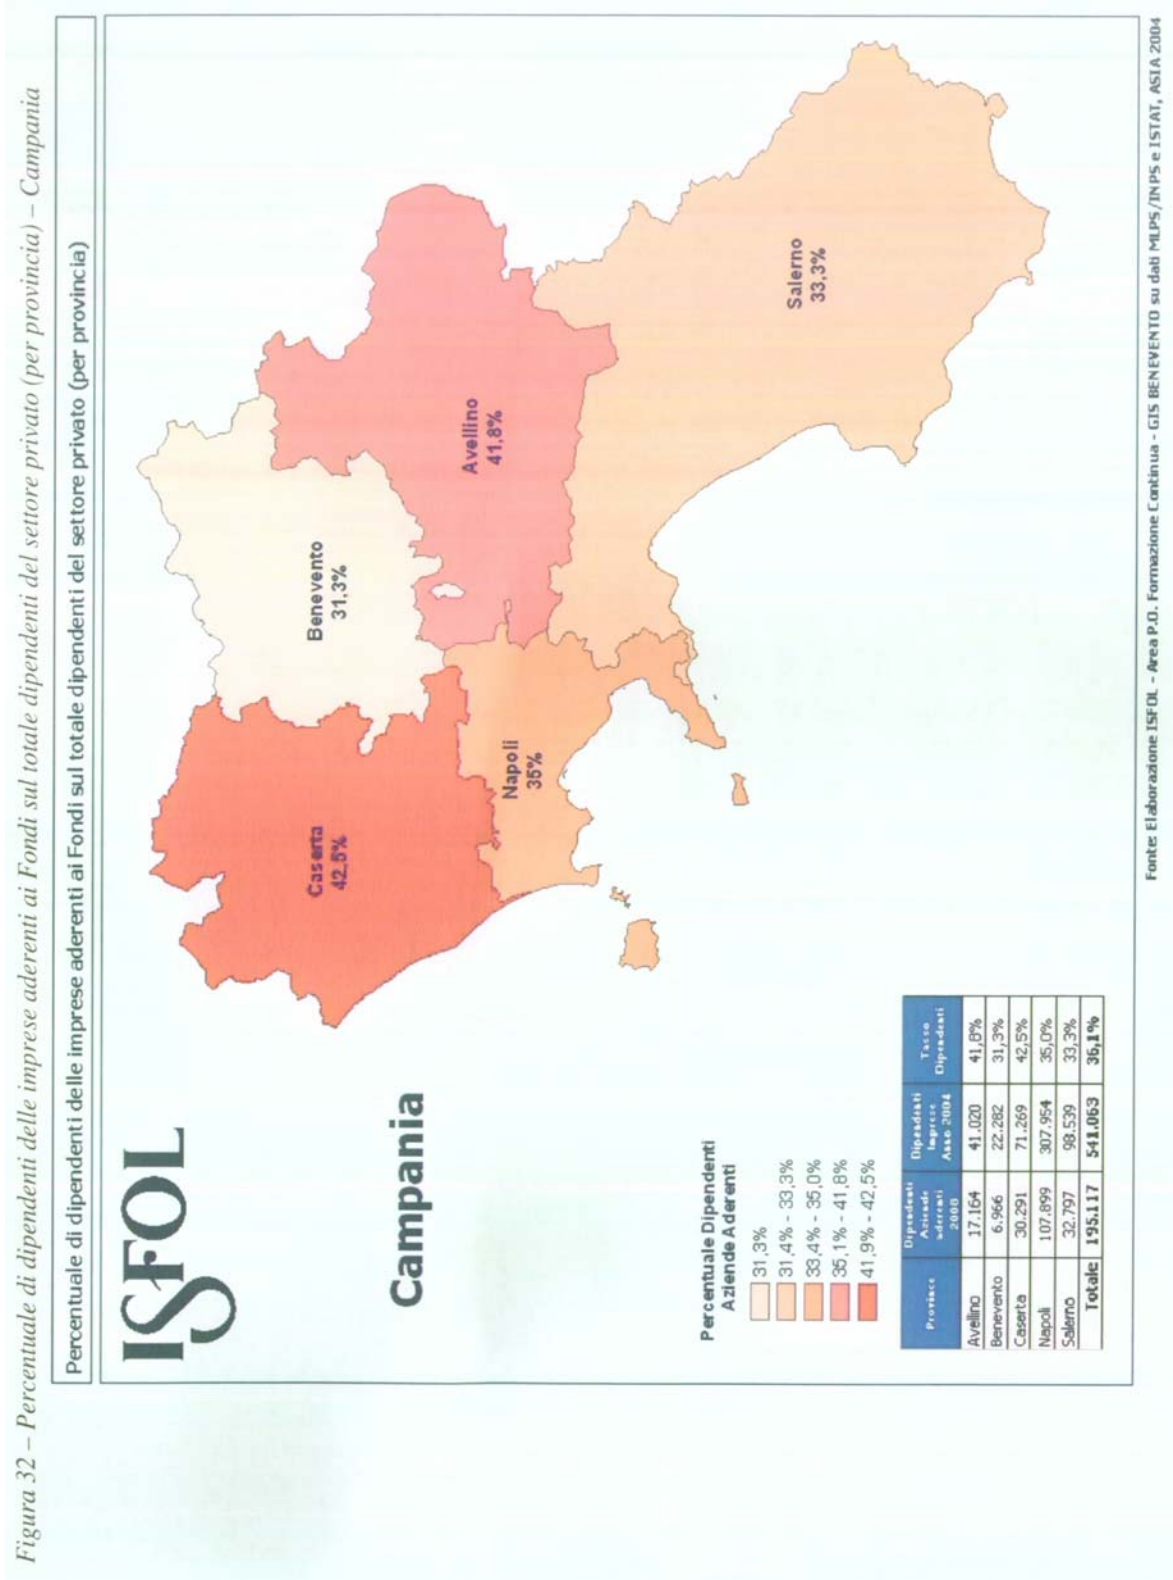 Figura 32 – Percentuale di dipendenti delle imprese aderenti ai Fondi sul totale dipendenti del settore privato (per provincia) – Campania
Percentuale di dipendenti delle imprese aderenti ai Fondi sul totale dipendenti del settore privato (per provincia)
ISFOL
Campania
Caserta
42,5%
Benevento
31,3%
Avellino
41,8%
Napoli
35%
Salerno
33,3%
Percentuale Dipendenti
Aziende Aderenti
31,3%
31,4% - 33,3%
33,4% - 35,0%
35,1% - 41,8%
41,9% - 42,5%
Province Dipendenti Aziende aderenti 2008 Dipendenti Imprese Asso 2004 Tasso Dipendenti
Avellino 17.164 41.020 41,8%
Benevento 6.966 22.282 31,3%
Caserta 30.291 71.269 42,5%
Napoli 107.899 307.954 35,0%
Salerno 32.797 98.539 33,3%
Totale 195.117 541.063 36,1%
Fonte: Elaborazione ISFOL - Area P.O. Formazione Continua - GIS BENEVENTO su dati MLPS/INPS e ISTAT, ASIA 2004